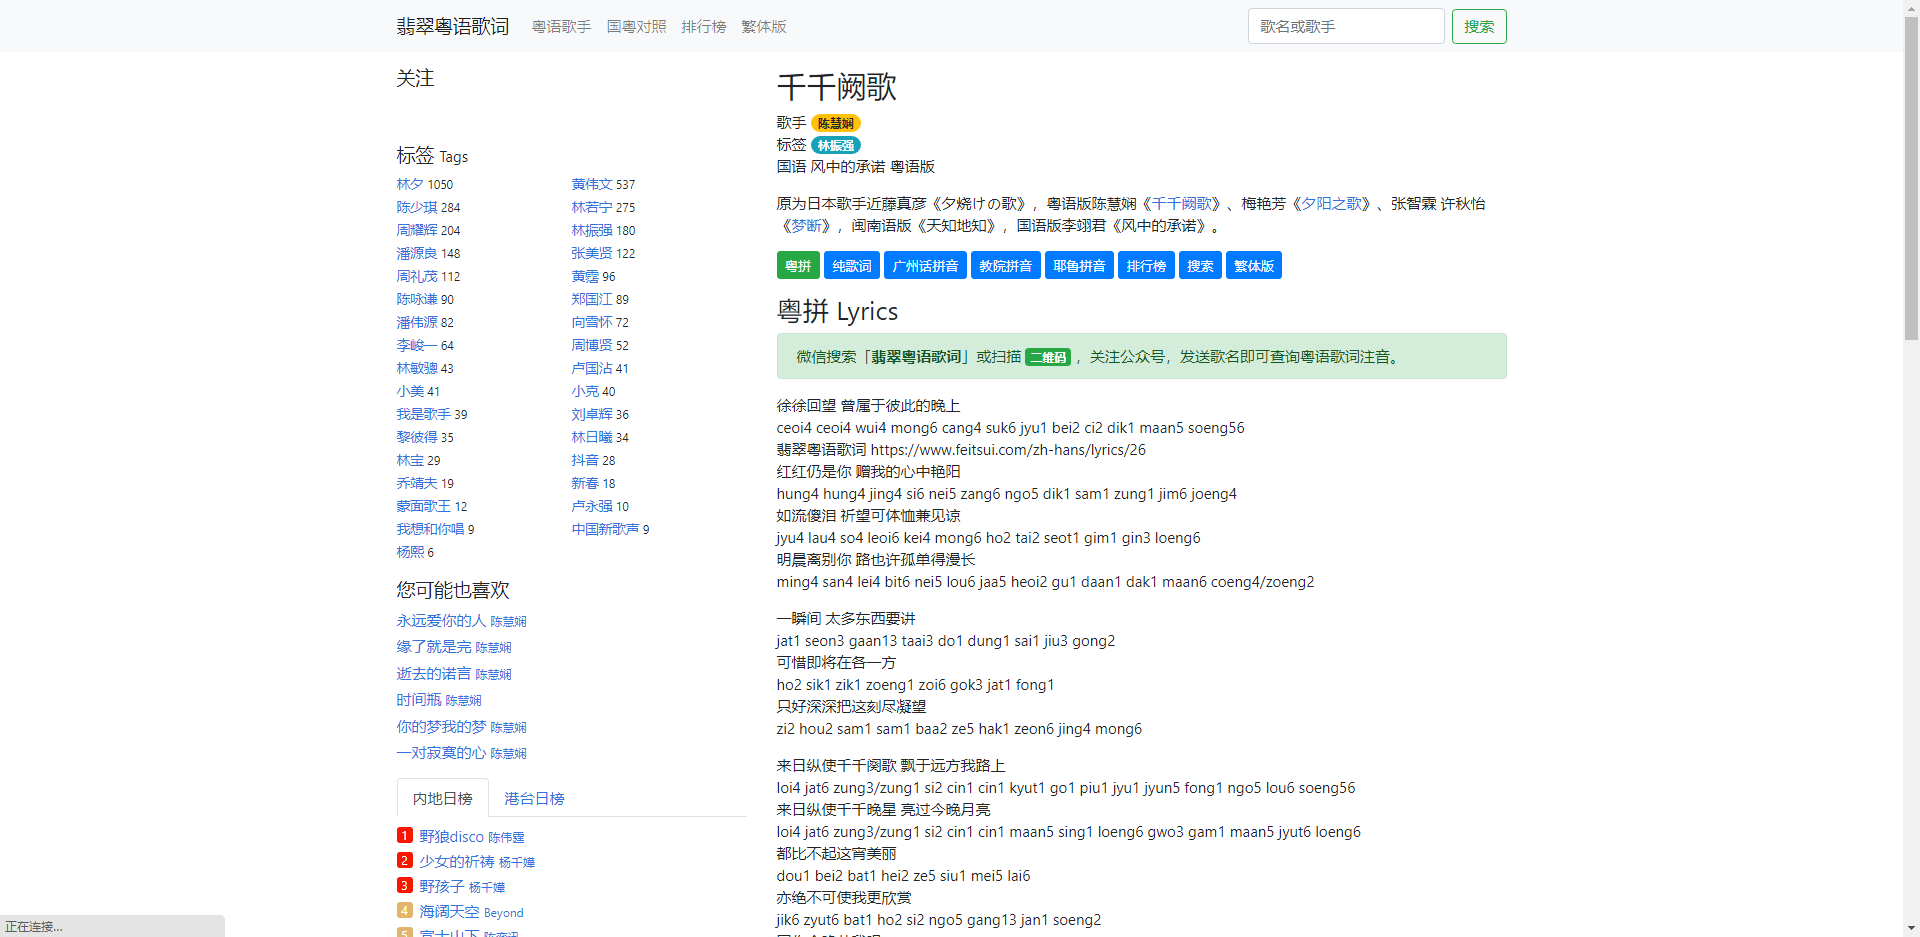 翡翠粤语歌词 粤语歌手 国粤对照 排行榜 繁体版 歌名或歌手 搜索
关注
标签 Tags
林夕 1050 黄伟文 537
陈少琪 284 林若宁 275
周耀辉 204 林振强 180
潘源良 148 张美贤 122
周礼茂 112 黄霑 96
陈咏谦 90 郑国江 89
潘伟源 82 向雪怀 72
李峻一 64 周博贤 52
林敏骢 43 卢国沾 41
小美 41 小克 40
我是歌手 39 刘卓辉 36
黎彼得 35 林日曦 34
林宝 29 抖音 28
乔靖夫 19 新春 18
蒙面歌王 12 卢永强 10
我想和你唱 9 中国新歌声 9
杨熙 6
您可能也喜欢
永远爱你的人 陈慧娴
缘了就是完 陈慧娴
逝去的诺言 陈慧娴
时间瓶 陈慧娴
你的梦我的梦 陈慧娴
一对寂寞的心 陈慧娴
内地日榜 港台日榜
1 野狼disco 陈伟霆
2 少女的祈祷 杨千嬅
3 野孩子 杨千嬅
4 海阔天空 Beyond
5 富士山下 陈奕迅
千千阙歌
歌手 陈慧娴
标签 林振强
国语 风中的承诺 粤语版
原为日本歌手近藤真彦《夕焼けの歌》，粤语版陈慧娴《千千阙歌》、梅艳芳《夕阳之歌》、张智霖 许秋怡
《梦断》，闽南语版《天知地知》，国语版李翊君《风中的承诺》。
粤拼 纯歌词 广州话拼音 教院拼音 耶鲁拼音 排行榜 搜索 繁体版
粤拼 Lyrics
微信搜索「翡翠粤语歌词」或扫描 二维码 ，关注公众号，发送歌名即可查询粤语歌词注音。
徐徐回望 曾属于彼此的晚上
ceoi4 ceoi4 wui4 mong6 cang4 suk6 jyu1 bei2 ci2 dik1 maan5 soeng56
翡翠粤语歌词 https://www.feitsui.com/zh-hans/lyrics/26
红红仍是你 赠我的心中艳阳
hung4 hung4 jing4 si6 nei5 zang6 ngo5 dik1 sam1 zung1 jim6 joeng4
如流傻泪 祈望可体恤兼见谅
jyu4 lau4 so4 leoi6 kei4 mong6 ho2 tai2 seot1 gim1 gin3 loeng6
明晨离别你 路也许孤单得漫长
ming4 san4 lei4 bit6 nei5 lou6 jaa5 heoi2 gu1 daan1 dak1 maan6 coeng4/zoeng2
一瞬间 太多东西要讲
jat1 seon3 gaan13 taai3 do1 dung1 sai1 jiu3 gong2
可惜即将在各一方
ho2 sik1 zik1 zoeng1 zoi6 gok3 jat1 fong1
只好深深把这刻尽凝望
zi2 hou2 sam1 sam1 baa2 ze5 hak1 zeon6 jing4 mong6
来日纵使千千阕歌 飘于远方我路上
loi4 jat6 zung3/zung1 si2 cin1 cin1 kyut1 go1 piu1 jyu1 jyun5 fong1 ngo5 lou6 soeng56
来日纵使千千晚星 亮过今晚月亮
loi4 jat6 zung3/zung1 si2 cin1 cin1 maan5 sing1 loeng6 gwo3 gam1 maan5 jyut6 loeng6
都比不起这宵美丽
dou1 bei2 bat1 hei2 ze5 siu1 mei5 lai6
亦绝不可使我更欣赏
jik6 zyut6 bat1 ho2 si2 ngo5 gang13 jan1 soeng2
正在连接...